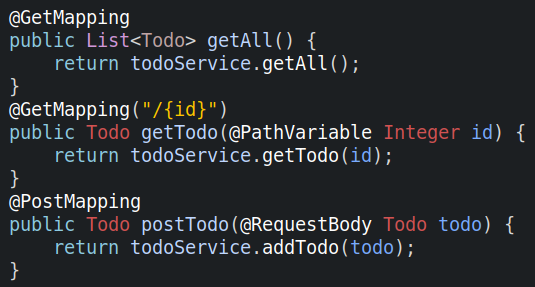 @GetMapping
public List<Todo> getAll() {
    return todoService.getAll();
}
@GetMapping("/{id}")
public Todo getTodo(@PathVariable Integer id) {
    return todoService.getTodo(id);
}
@PostMapping
public Todo postTodo(@RequestBody Todo todo) {
    return todoService.addTodo(todo);
}